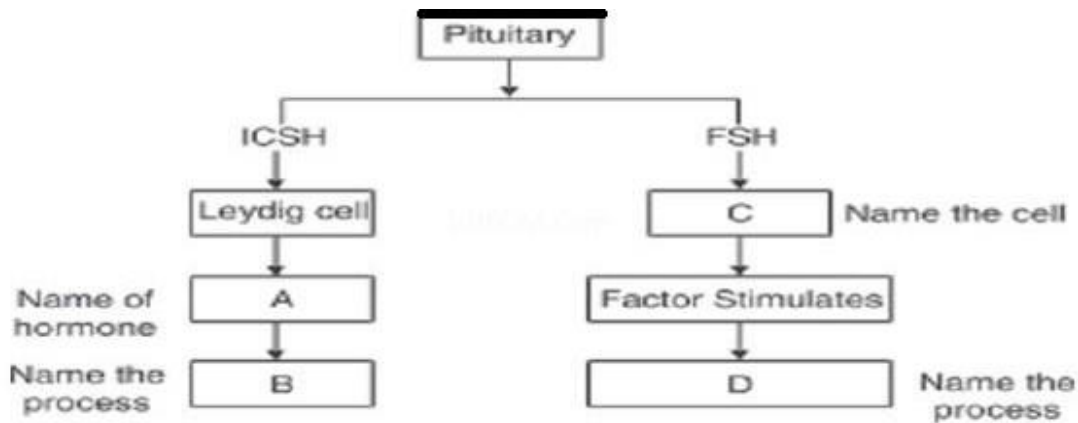 Pituitary
ICSH
FSH
Leydig cell
C
Name the cell
Name of
hormone
A
Factor Stimulates
Name the
process
B
D
Name the
process